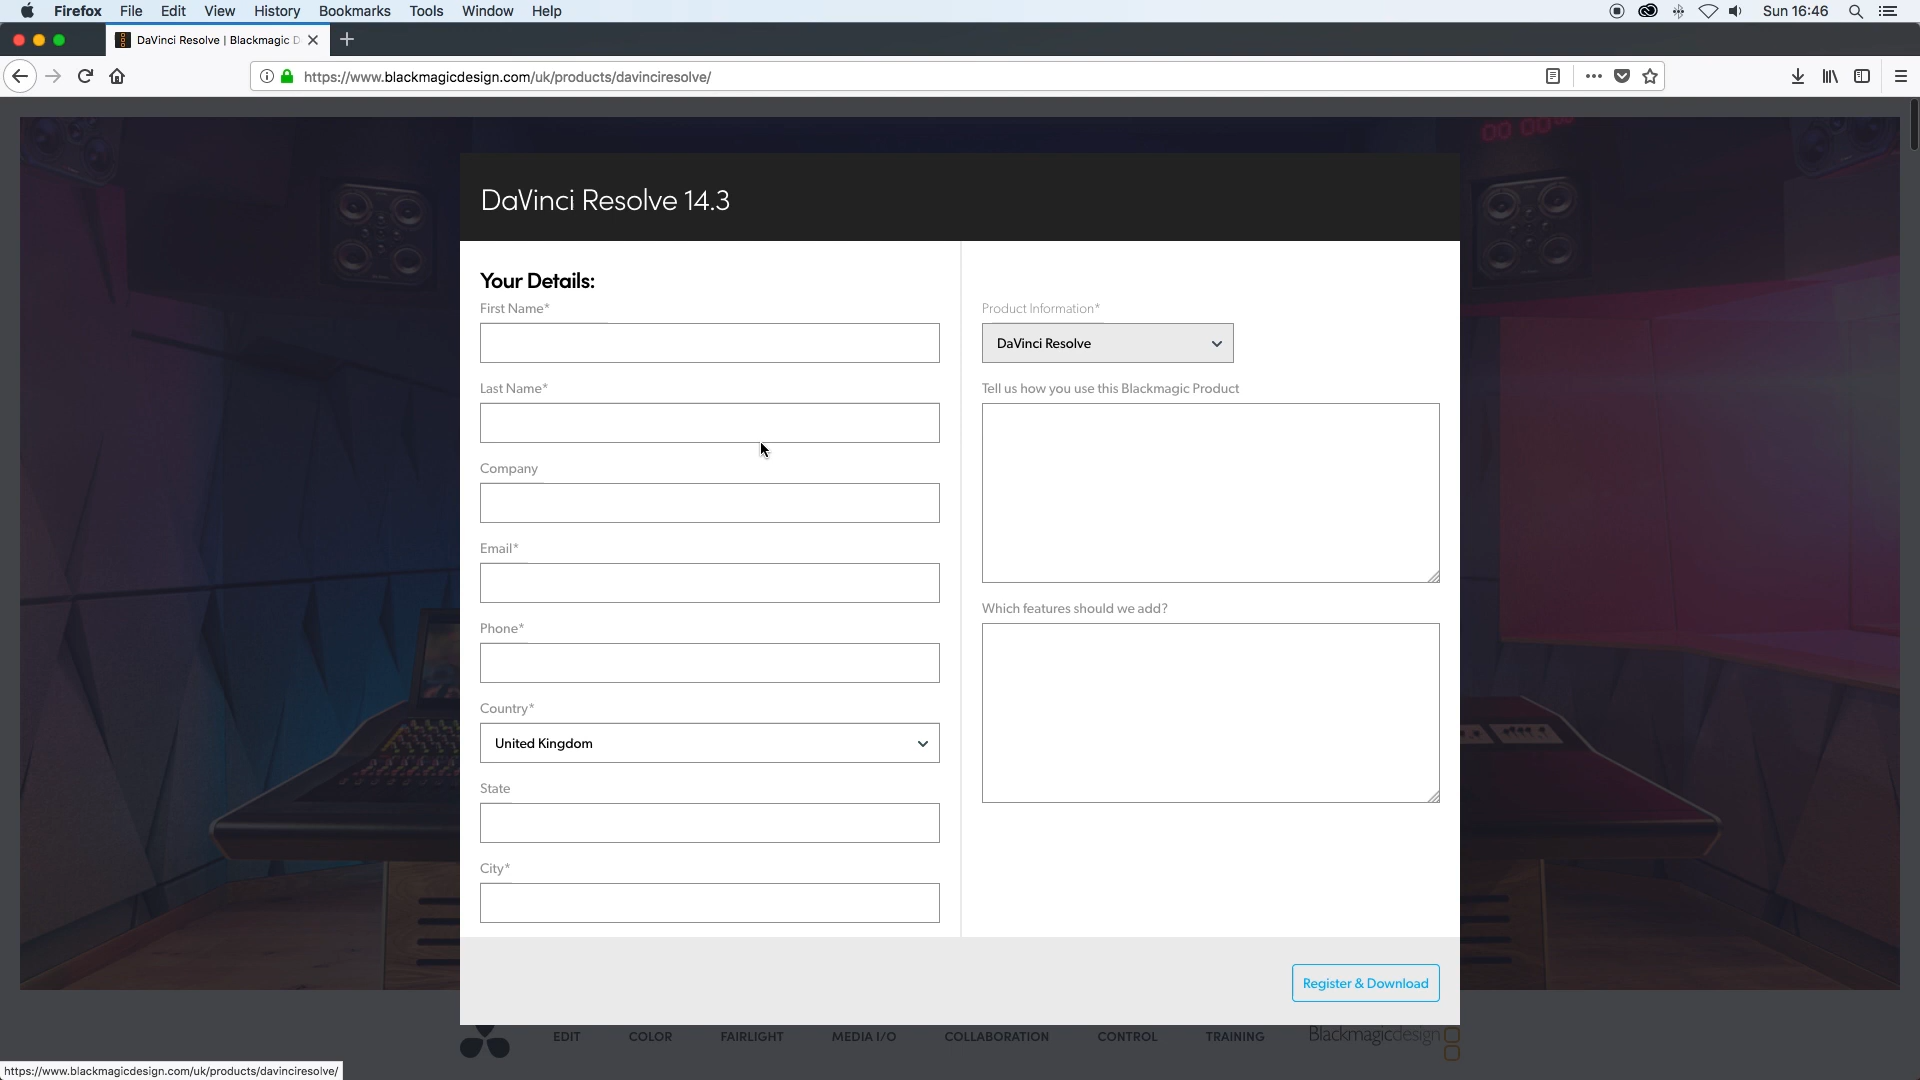 Firefox File Edit View History Bookmarks Tools Window Help Sun 16:46
DaVinci Resolve | Blackmagic D
https://www.blackmagicdesign.com/uk/products/davinciresolve/
00 00
DaVinci Resolve 14.3
Your Details:
First Name*
Last Name*
Company
Email*
Phone*
Country*
United Kingdom
State
City*
Product Information*
DaVinci Resolve
Tell us how you use this Blackmagic Product
Which features should we add?
Register & Download
EDIT COLOR FAIRLIGHT MEDIA I/O COLLABORATION CONTROL TRAINING Blackmagicdesign
https://www.blackmagicdesign.com/uk/products/davinciresolve/